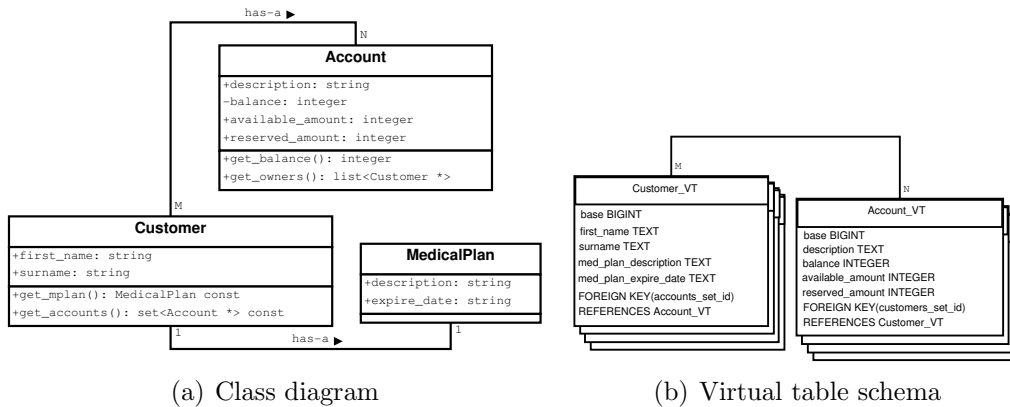 has-a ▶
N
Account
+description: string
-balance: integer
+available_amount: integer
+reserved_amount: integer
+get_balance(): integer
+get_owners(): list<Customer *>
M
Customer
+first_name: string
+surname: string
+get_mplan(): MedicalPlan const
+get_accounts(): set<Account *> const
1
has-a ▶
MedicalPlan
+description: string
+expire_date: string
1
(a) Class diagram
M
Customer_VT
base BIGINT
first_name TEXT
surname TEXT
med_plan_description TEXT
med_plan_expire_date TEXT
FOREIGN KEY(accounts_set_id)
REFERENCES Account_VT
N
Account_VT
base BIGINT
description TEXT
balance INTEGER
available_amount INTEGER
reserved_amount INTEGER
FOREIGN KEY(customers_set_id)
REFERENCES Customer_VT
(b) Virtual table schema